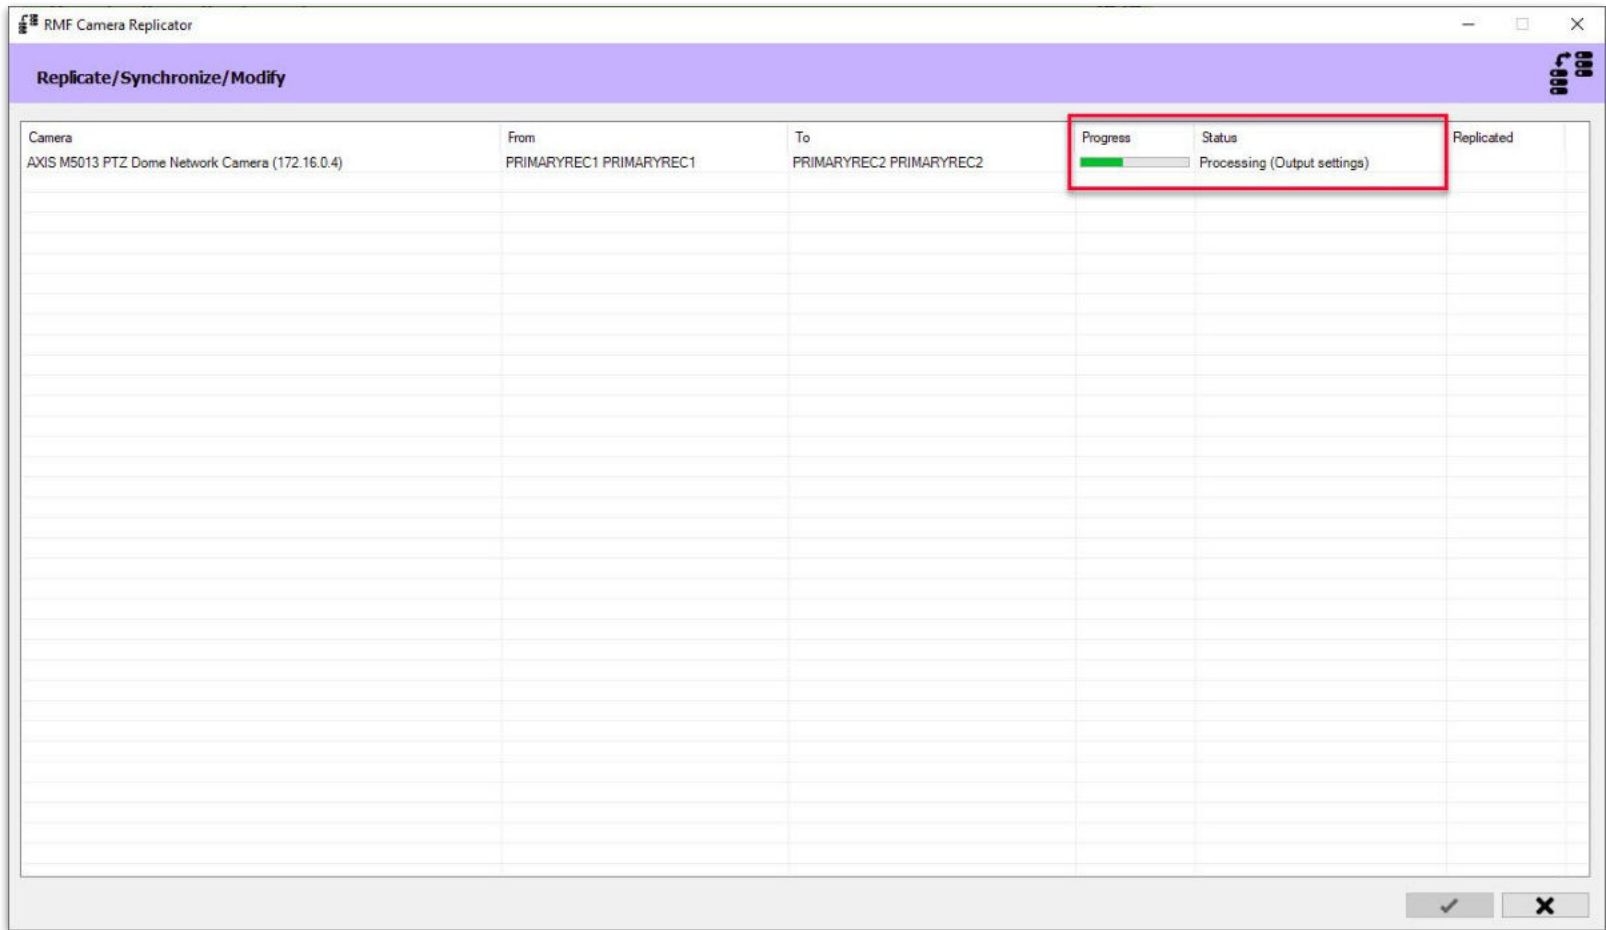 RMF Camera Replicator
Replicate/Synchronize/Modify
Camera From To Progress Status Replicated
AXIS M5013 PTZ Dome Network Camera (172.16.0.4) PRIMARYREC1 PRIMARYREC1 PRIMARYREC2 PRIMARYREC2 Processing (Output settings)